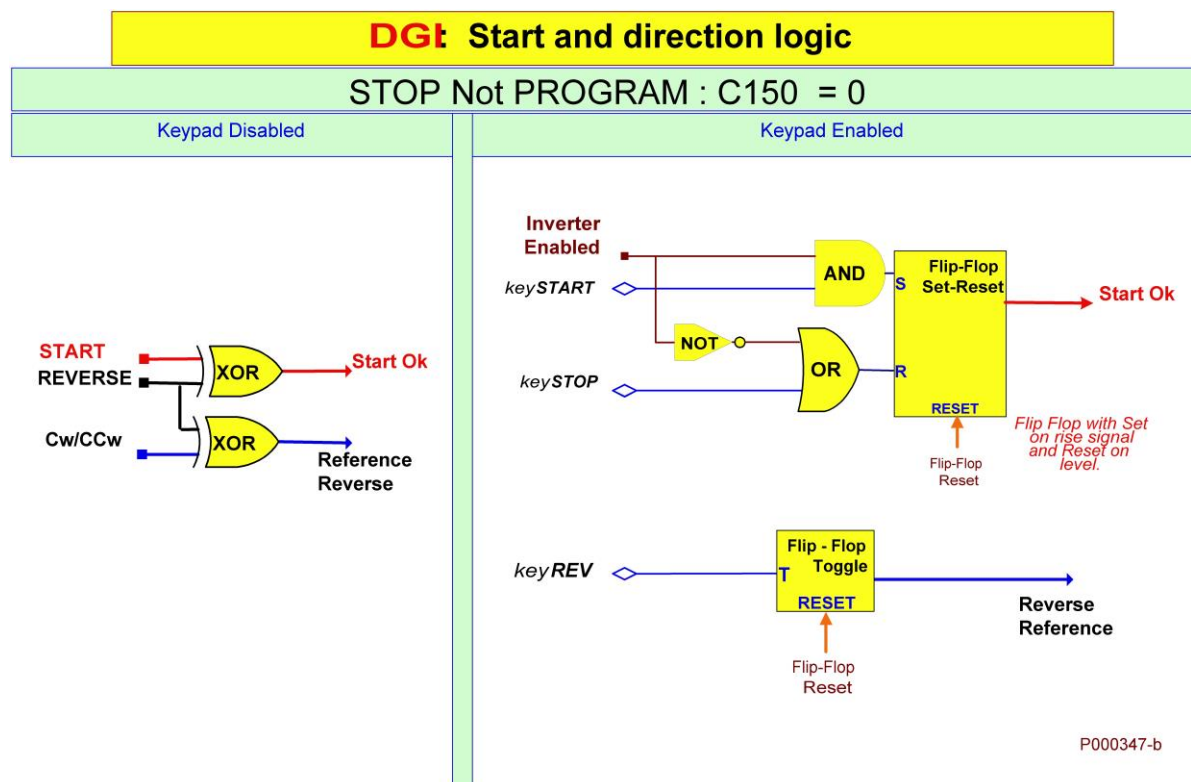 DGI: Start and direction logic
STOP Not PROGRAM : C150 = 0
Keypad Disabled
Keypad Enabled
START
REVERSE
XOR
Start Ok
Cw/CCw
XOR
Reference
Reverse
Inverter
Enabled
keySTART
AND
NOT
keySTOP
OR
S
Flip-Flop
Set-Reset
R
RESET
Start Ok
Flip-Flop
Reset
Flip Flop with Set
on rise signal
and Reset on
level.
keyREV
Flip - Flop
Toggle
T
RESET
Reverse
Reference
Flip-Flop
Reset
P000347-b